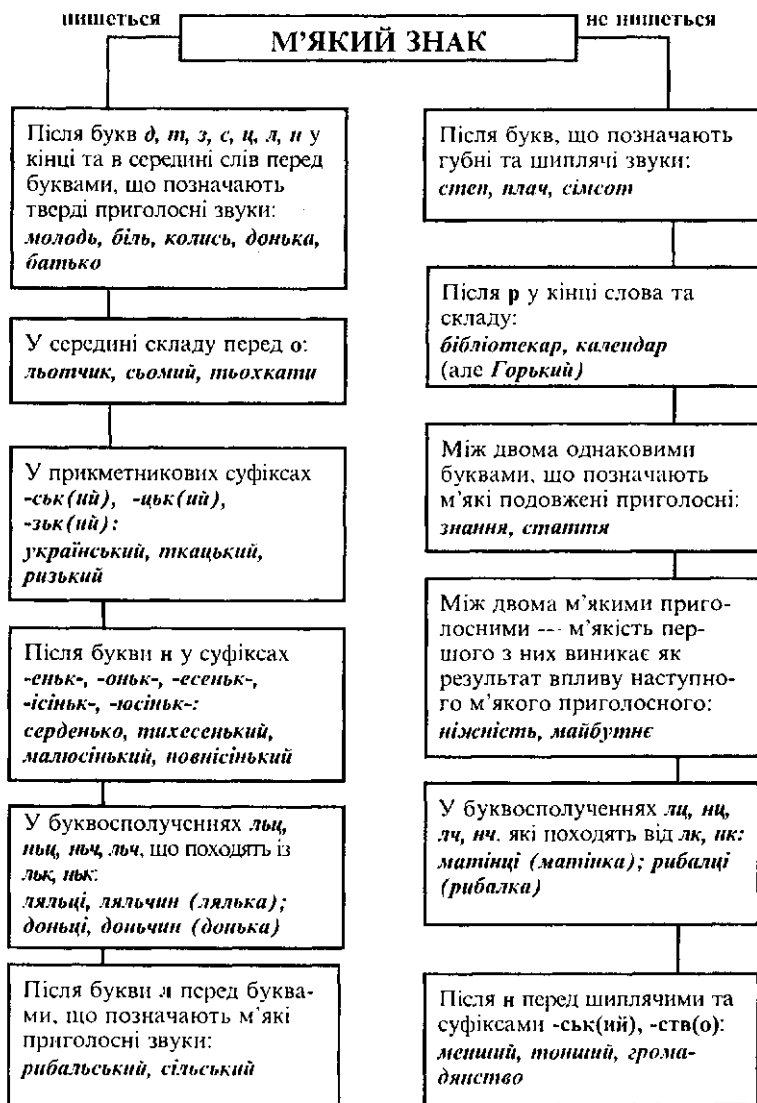 пишеться
не пишеться
М’ЯКИЙ ЗНАК
Після букв д, т, з, с, ц, л, н у
кінці та в середині слів перед
буквами, що позначають
тверді приголосні звуки:
молодь, біль, колись, донька,
батько
У середині складу перед о:
льотчик, сьомий, тьохкати
У прикметникових суфіксах
-ськ(ий), -цьк(ий),
-зьк(ий):
український, ткацький,
ризький
Після букви н у суфіксах
-еньк-, -оньк-, -есеньк-,
-ісіньк-, -юсіньк-:
серденько, тихесенький,
малюсінький, новнісінький
У буквосполученнях льц,
ньц, ньч, льч, що походять із
льк, ньк:
ляльці, ляльчин (лялька);
доньці, доньчин (донька)
Після букви л перед буква-
ми, що позначають м’які
приголосні звуки:
рибальський, сільський
Після букв, що позначають
губні та шиплячі звуки:
степ, плач, сімсот
Після р у кінці слова та
складу:
бібліотекар, календар
(але Горький)
Між двома однаковими
буквами, що позначають
м’які подовжені приголосні:
знання, стаття
Між двома м’якими приго-
лосними — м’якість пер-
шого з них виникає як
результат впливу наступно-
го м’якого приголосного:
ніжність, майбутнє
У буквосполученнях лц, нц,
лч, нч. які походять від лк, нк:
матінці (матінка); рибалці
(рибалка)
Після н перед шиплячими та
суфіксами -ськ(ий), -ств(о):
менший, тонший, грома-
дянство